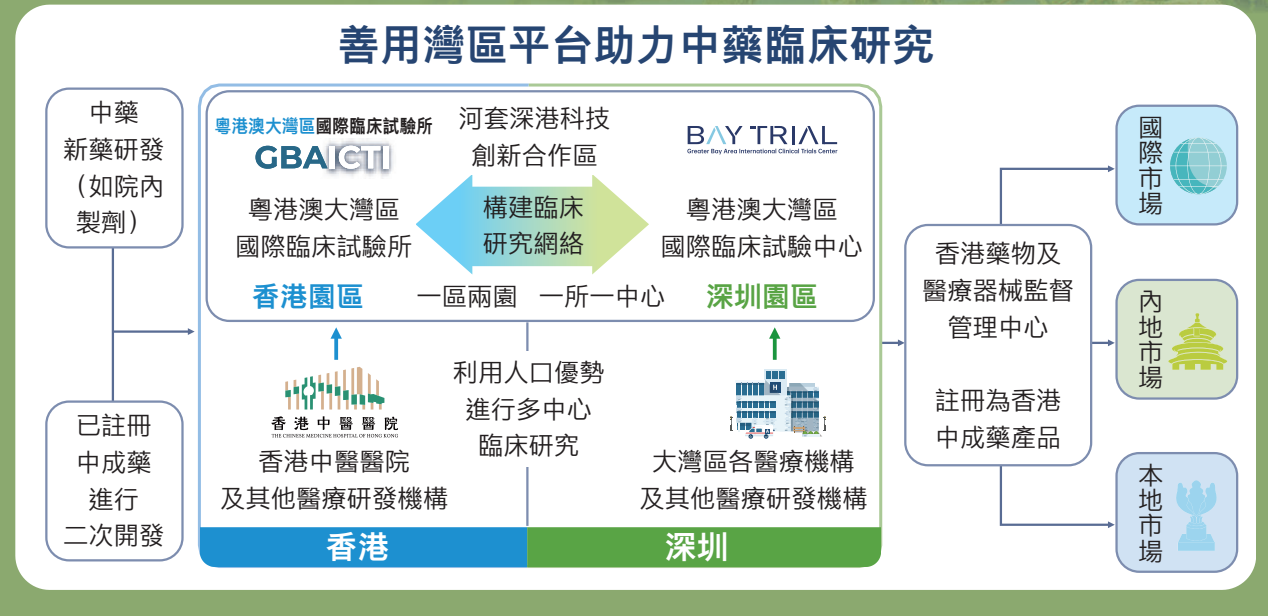 善用灣區平台助力中藥臨床研究
中藥
新藥研發
（如院內
製劑）
已註冊
中成藥
進行
二次開發
粵港澳大灣區國際臨床試驗所
GBAICTI
粵港澳大灣區
國際臨床試驗所
香港園區
河套深港科技
創新合作區
構建臨床
研究網絡
一區兩園 一所一中心
BAY TRIAL
Greater Bay Area International Clinical Trials Center
粵港澳大灣區
國際臨床試驗中心
深圳園區
香港中醫醫院
THE CHINESE MEDICINE HOSPITAL OF HONG KONG
香港中醫醫院
及其他醫療研發機構
利用人口優勢
進行多中心
臨床研究
H
大灣區各醫療機構
及其他醫療研發機構
香港
深圳
香港藥物及
醫療器械監督
管理中心
註冊為香港
中成藥產品
國際市場
內地市場
本地市場